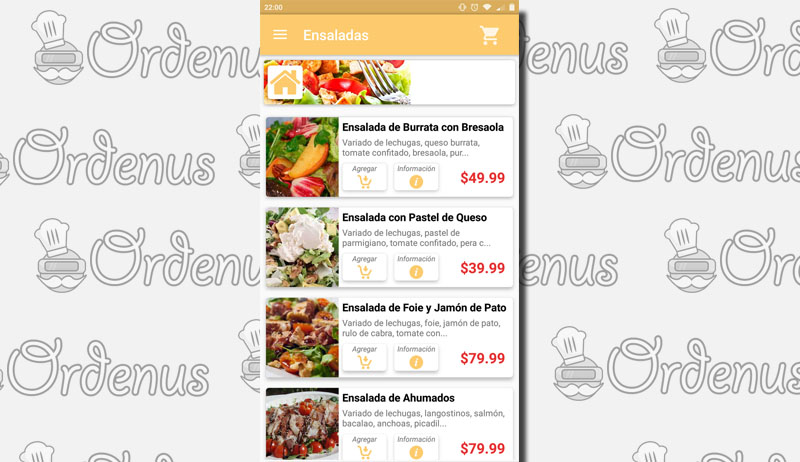 22:00
Ensaladas
Ensalada de Burrata con Bresaola
Variado de lechugas, queso burrata,
tomate confitado, bresaola, pur...
Agregar
Información
$49.99
Ensalada con Pastel de Queso
Variado de lechugas, pastel de
parmigiano, tomate confitado, pera c...
Agregar
Información
$39.99
Ensalada de Foie y Jamón de Pato
Variado de lechugas, foie, jamón de pato,
rulo de cabra, tomate con...
Agregar
Información
$79.99
Ensalada de Ahumados
Variado de lechugas, langostinos, salmón,
bacalao, anchoas, picadil...
Agregar
Información
$79.99
Ordenus
Ordenus
Ordenus
Ordenus
Ordenus
Ordenus
Ordenus
Ordenus